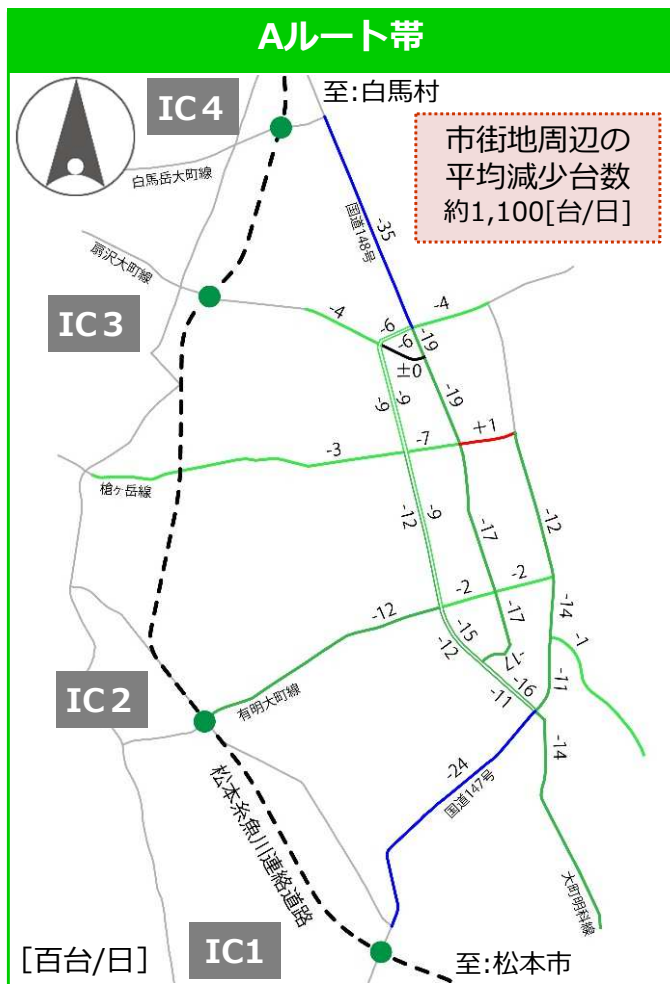 Aルート帯
IC4
至:白馬村
市街地周辺の
平均減少台数
約1,100[台/日]
白馬岳大町線
国道148号
-35
扇沢大町線
IC3
-4
-4
-6
-6
-19
±0
-19
-9
-9
+1
-7
-3
槍ヶ岳線
-12
-9
-17
-12
-2
-2
-12
-17
-14
-1
-15
-12
-17
-16
-11
-11
IC2
有明大町線
-14
-24
国道147号
松本糸魚川連絡道路
大町明科線
[百台/日]
IC1
至:松本市